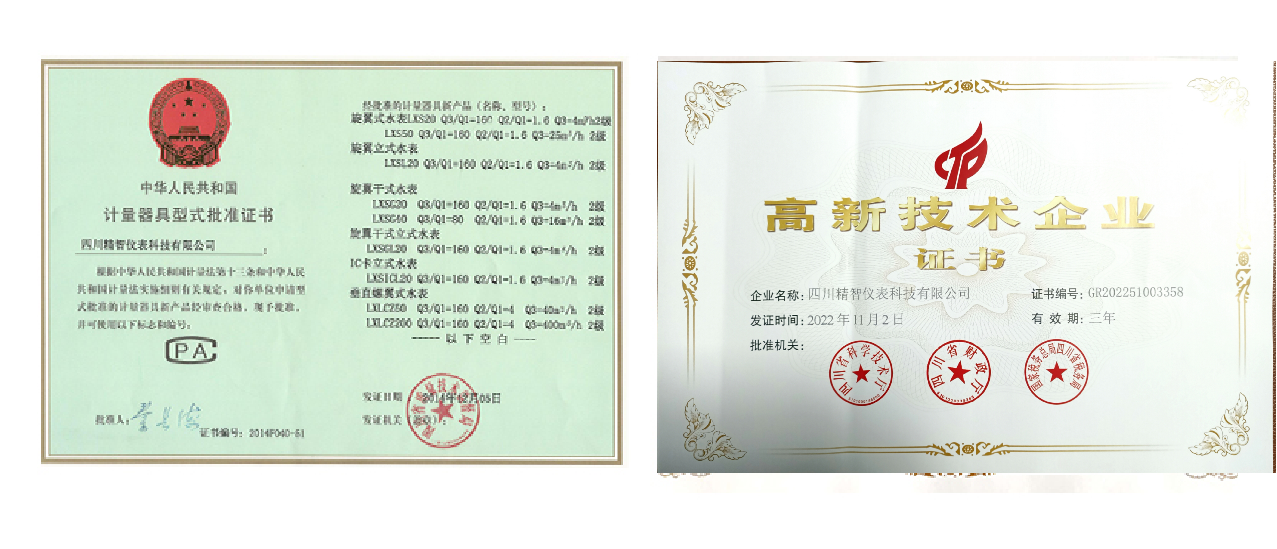 中华人民共和国
计量器具型式批准证书
四川精智仪表科技有限公司 :
根据中华人民共和国计量法第十三条和中华人民
共和国计量法实施细则有关规定，对你单位申请型
式批准的计量器具新产品经审查合格，现予批准，
并可使用以下标志和编号。
CPA
批准人:
证书编号: 2014F040-51
经批准的计量器具新产品（名称、型号）:
旋翼式水表LXS20 Q3/Q1=160 Q2/Q1=1.6 Q3=4m³/h2级
LXS50 Q3/Q1=160 Q2/Q1=1.6 Q3=25m³/h 2级
旋翼立式水表
LXSL20 Q3/Q1=160 Q2/Q1=1.6 Q3=4m³/h 2级
旋翼干式水表
LXSG20 Q3/Q1=160 Q2/Q1=1.6 Q3=4m³/h 2级
LXSG40 Q3/Q1=80 Q2/Q1=1.6 Q3=16m³/h 2级
旋翼干式立式水表
LXSGL20 Q3/Q1=160 Q2/Q1=1.6 Q3=4m³/h 2级
IC卡立式水表
LXSICL20 Q3/Q1=160 Q2/Q1=1.6 Q3=4m³/h 2级
垂直螺翼式水表
LXLCZ50 Q3/Q1=160 Q2/Q1=4 Q3=40m³/h 2级
LXLCZ200 Q3/Q1=160 Q2/Q1=4 Q3=400m³/h 2级
----- 以 下 空 白 ----
发证日期: 2014年12月05日
发证机关（盖章）:
高新技术企业
证书
企业名称: 四川精智仪表科技有限公司
证书编号: GR202251003358
发证时间: 2022年11月2日
有 效 期: 三年
批准机关:
四川省科学技术厅
四川省财政厅
国家税务总局四川省税务局